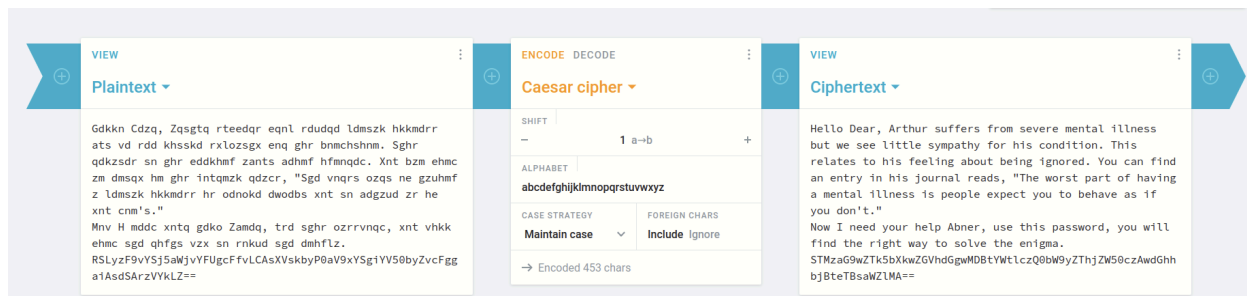 VIEW
Plaintext
Gdkkn Cdzq, Zqsgtq rteedqr eqnl rdudqd ldmszk hkkmdrr
ats vd rdd khsskd rxlozsgx enq ghr bnmchshnm. Sghr
qdkzsdr sn ghr eddkhmf zants adhmf hfmnqdc. Xnt bzm ehmc
zm dmsqx hm ghr intqmzk qdzcr, "Sgd vnqrs ozqs ne gzuhmf
z ldmszk hkkmdrr hr odnokd dwodbs xnt sn adgzud zr he
xnt cnm's."
Mnv H mddc xntq gdko Zamdq, trd sghr ozrrvnqc, xnt vhkk
ehmc sgd qhfgs vzx sn rnkud sgd dmhflz.
RSLyzF9vYSj5aWjvYFUgcFfvLCAsXVskbyP0aV9xYSgiYV50byZvcFgg
aiAsdSArzVYkLZ==
ENCODE DECODE
Caesar cipher
SHIFT
− 1 a→b +
ALPHABET
abcdefghijklmnopqrstuvwxyz
CASE STRATEGY FOREIGN CHARS
Maintain case Include Ignore
→ Encoded 453 chars
VIEW
Ciphertext
Hello Dear, Arthur suffers from severe mental illness
but we see little sympathy for his condition. This
relates to his feeling about being ignored. You can find
an entry in his journal reads, "The worst part of having
a mental illness is people expect you to behave as if
you don't."
Now I need your help Abner, use this password, you will
find the right way to solve the enigma.
STMzaG9wZTk5bXkwZGVhdGgwMDBtYWtlczQ0bW9yZThjZW50czAwdGhh
bjBteTBsaWZlMA==